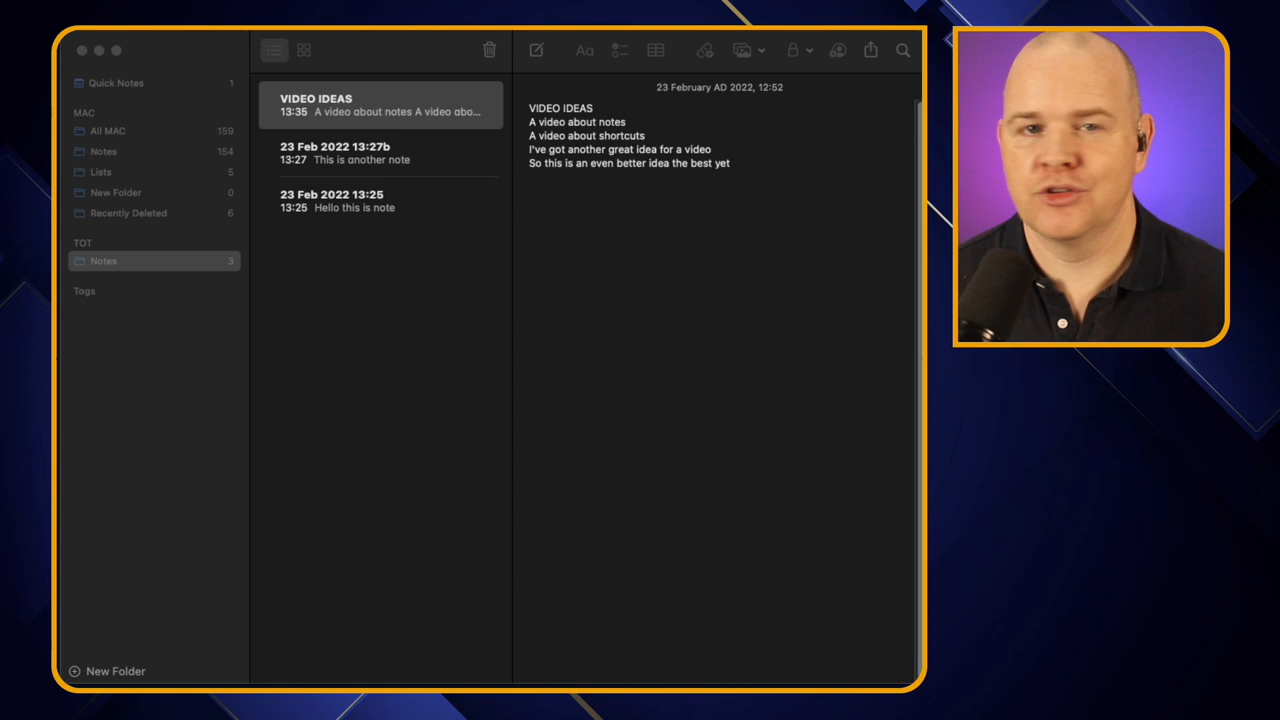 Quick Notes 1
MAC
All MAC 159
Notes 154
Lists 5
New Folder 0
Recently Deleted 6
TOT
Notes 3
Tags
New Folder
VIDEO IDEAS
13:35 A video about notes A video abo...
23 Feb 2022 13:27b
13:27 This is another note
23 Feb 2022 13:25
13:25 Hello this is note
Aa
23 February AD 2022, 12:52
VIDEO IDEAS
A video about notes
A video about shortcuts
I've got another great idea for a video
So this is an even better idea the best yet